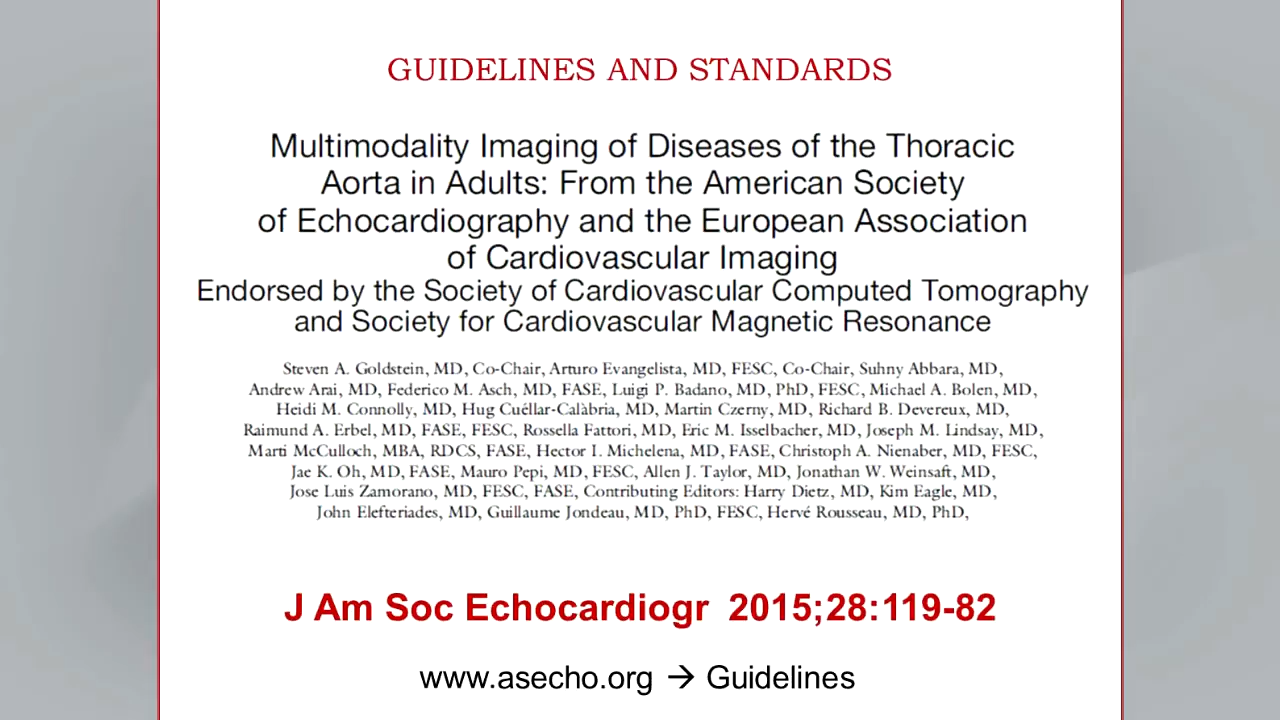 GUIDELINES AND STANDARDS
Multimodality Imaging of Diseases of the Thoracic
Aorta in Adults: From the American Society
of Echocardiography and the European Association
of Cardiovascular Imaging
Endorsed by the Society of Cardiovascular Computed Tomography
and Society for Cardiovascular Magnetic Resonance
Steven A. Goldstein, MD, Co-Chair, Arturo Evangelista, MD, FESC, Co-Chair, Suhny Abbara, MD,
Andrew Arai, MD, Federico M. Asch, MD, FASE, Luigi P. Badano, MD, PhD, FESC, Michael A. Bolen, MD,
Heidi M. Connolly, MD, Hug Cuéllar-Calàbria, MD, Martin Czerny, MD, Richard B. Devereux, MD,
Raimund A. Erbel, MD, FASE, FESC, Rossella Fattori, MD, Eric M. Isselbacher, MD, Joseph M. Lindsay, MD,
Marti McCulloch, MBA, RDCS, FASE, Hector I. Michelena, MD, FASE, Christoph A. Nienaber, MD, FESC,
Jae K. Oh, MD, FASE, Mauro Pepi, MD, FESC, Allen J. Taylor, MD, Jonathan W. Weinsaft, MD,
Jose Luis Zamorano, MD, FESC, FASE, Contributing Editors: Harry Dietz, MD, Kim Eagle, MD,
John Elefteriades, MD, Guillaume Jondeau, MD, PhD, FESC, Hervé Rousseau, MD, PhD,
J Am Soc Echocardiogr 2015;28:119-82
www.asecho.org → Guidelines